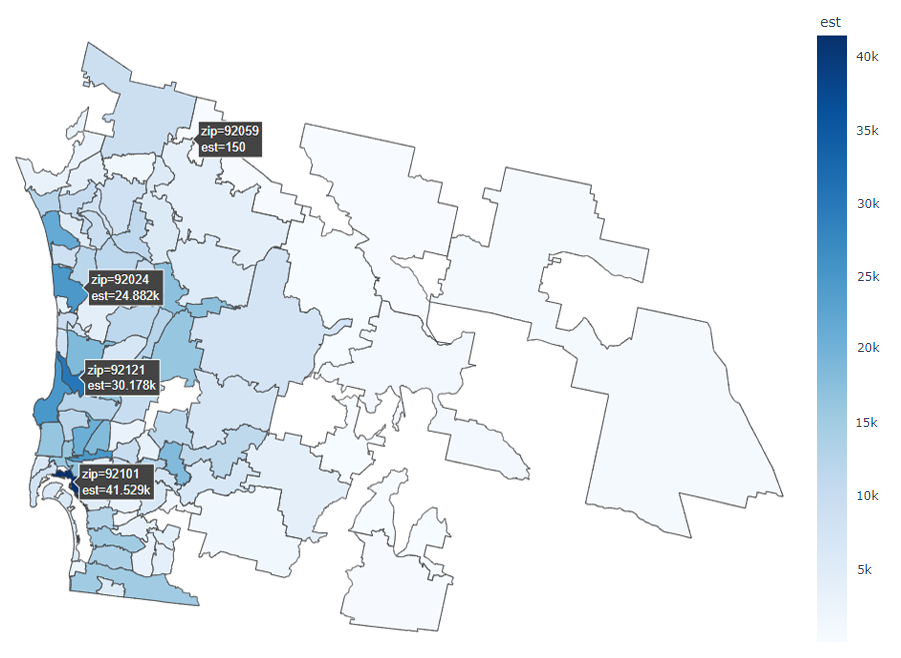 est
40k
35k
30k
25k
20k
15k
10k
5k
zip=92059
est=150
zip=92024
est=24.882k
zip=92121
est=30.178k
zip=92101
est=41.529k